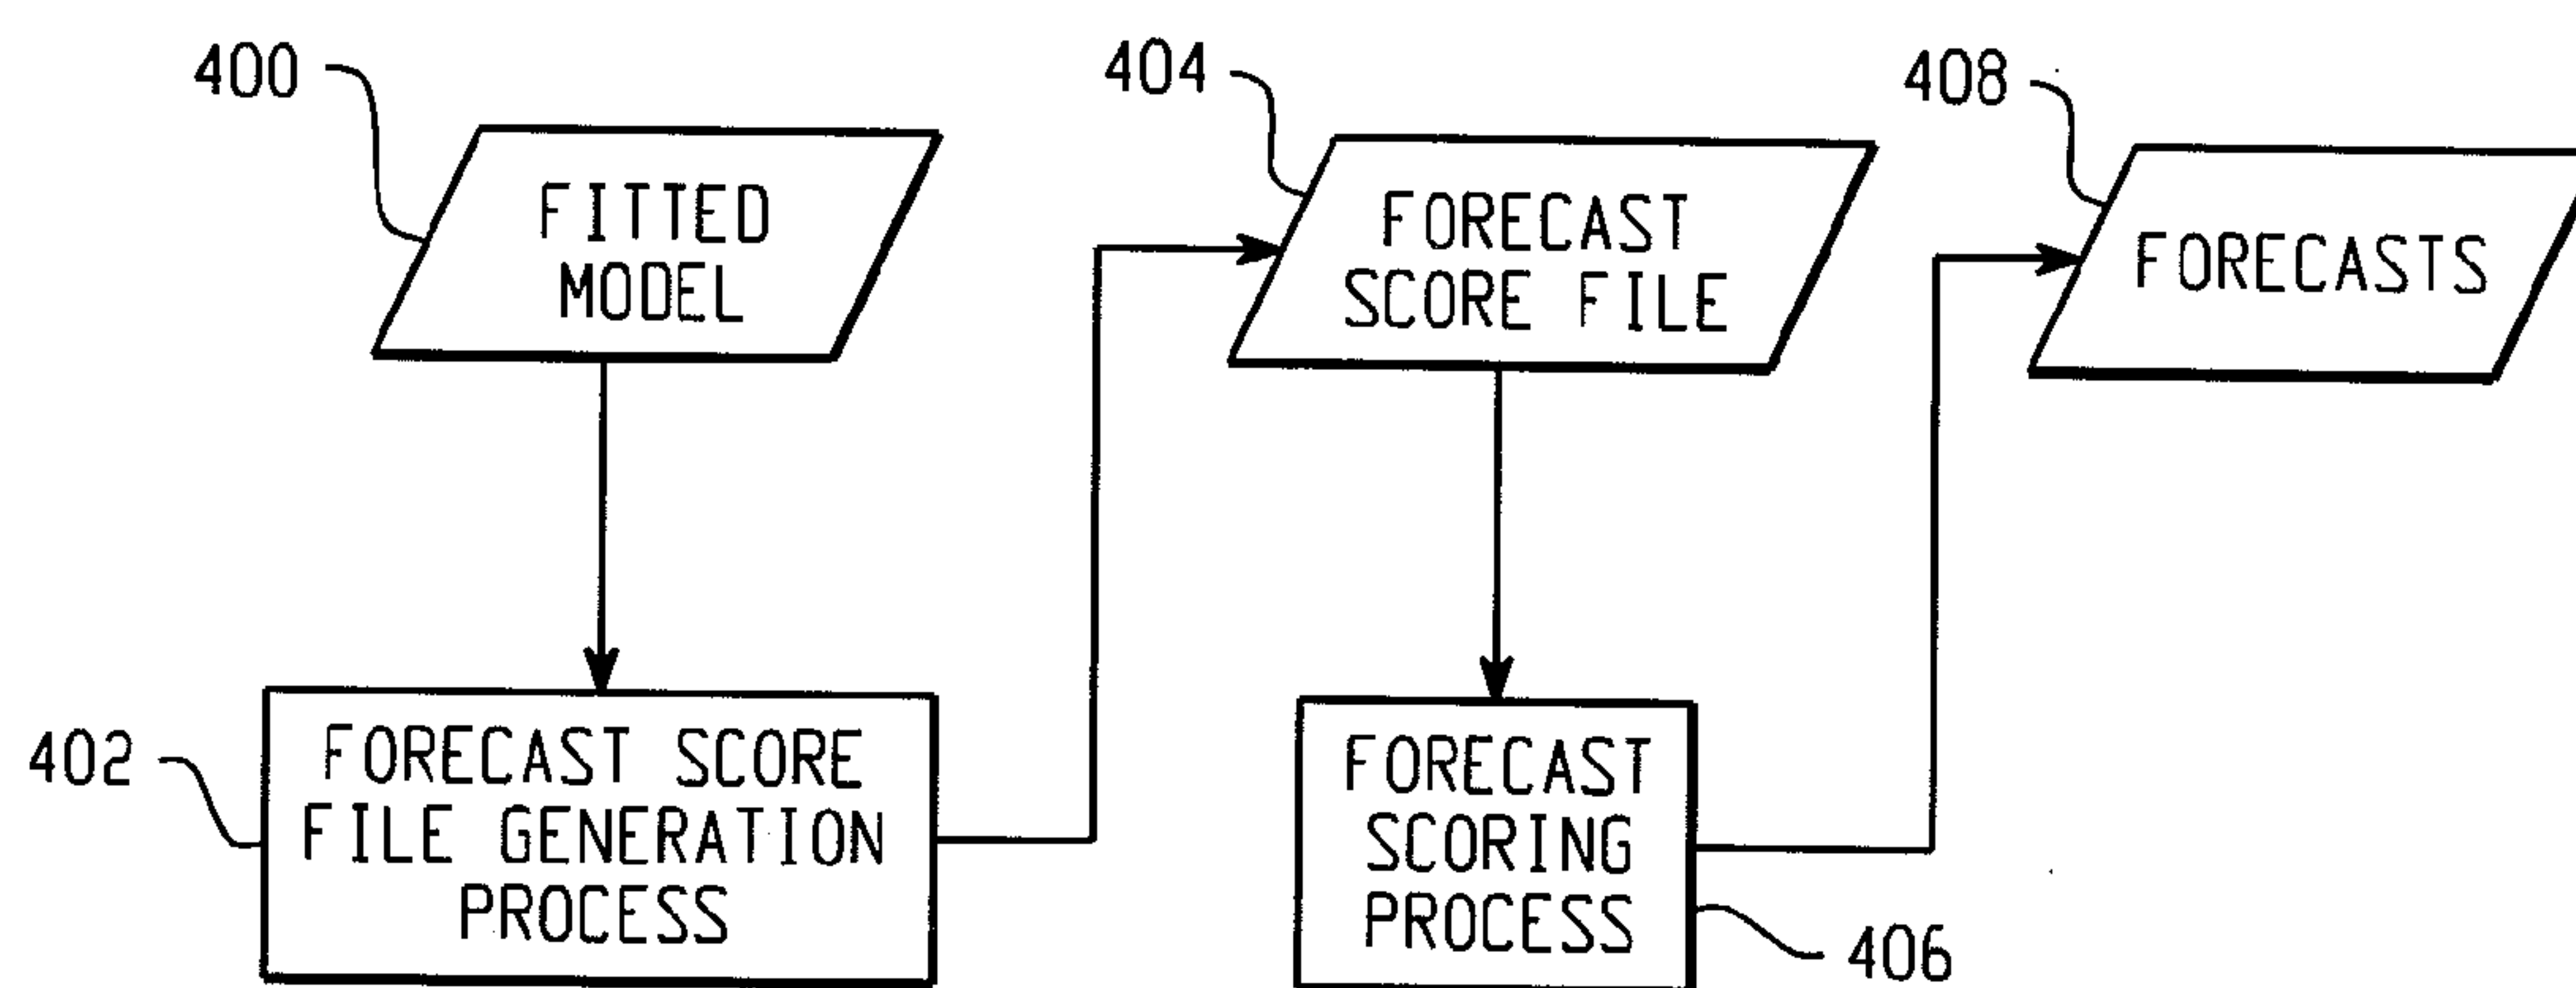 400
FITTED
MODEL
402
FORECAST SCORE
FILE GENERATION
PROCESS
404
FORECAST
SCORE FILE
FORECAST
SCORING
PROCESS
406
408
FORECASTS